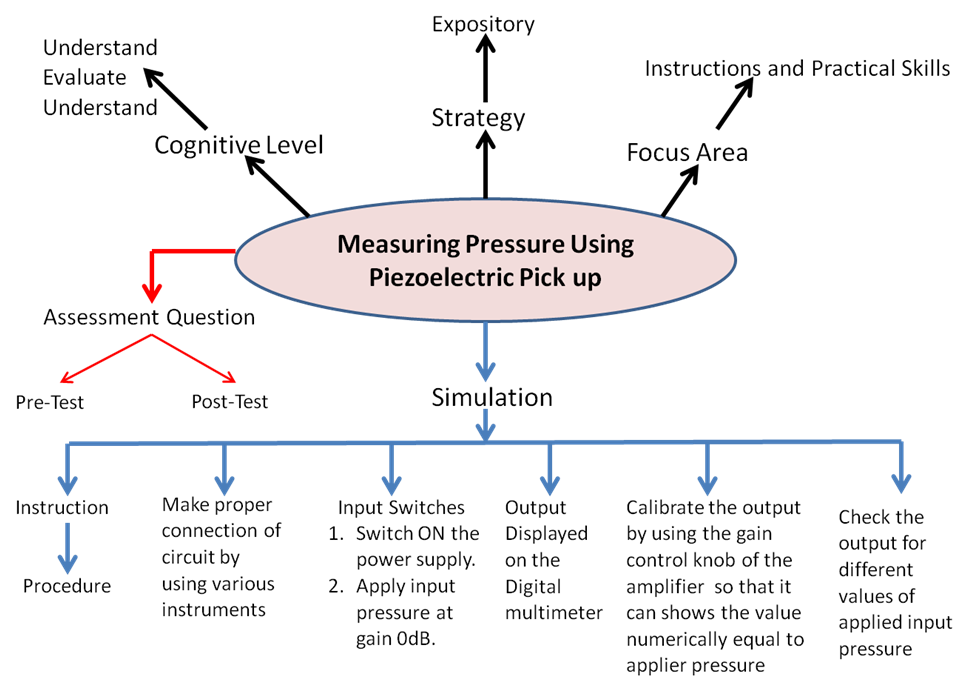 Expository
Understand
Evaluate
Understand
Instructions and Practical Skills
Strategy
Cognitive Level
Focus Area
Measuring Pressure Using
Piezoelectric Pick up
Assessment Question
Pre-Test
Post-Test
Simulation
Instruction
Procedure
Make proper
connection of
circuit by
using various
instruments
Input Switches
1. Switch ON the
power supply.
2. Apply input
pressure at
gain 0dB.
Output
Displayed
on the
Digital
multimeter
Calibrate the output
by using the gain
control knob of the
amplifier so that it
can shows the value
numerically equal to
applier pressure
Check the
output for
different
values of
applied input
pressure